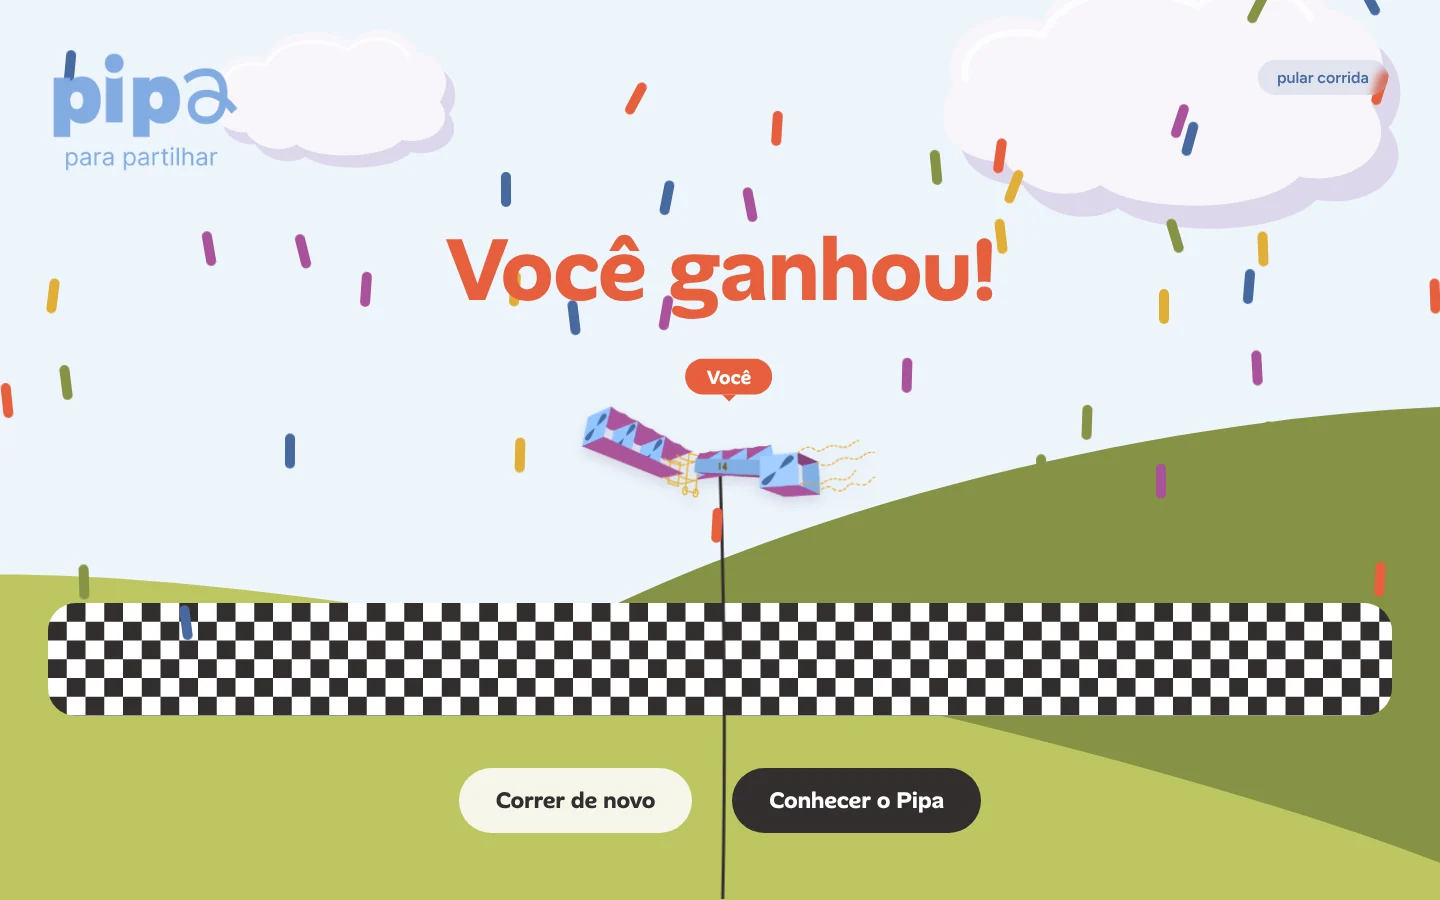 pipa
para partilhar
pular corrida
Você ganhou!
Você
14
Correr de novo
Conhecer o Pipa